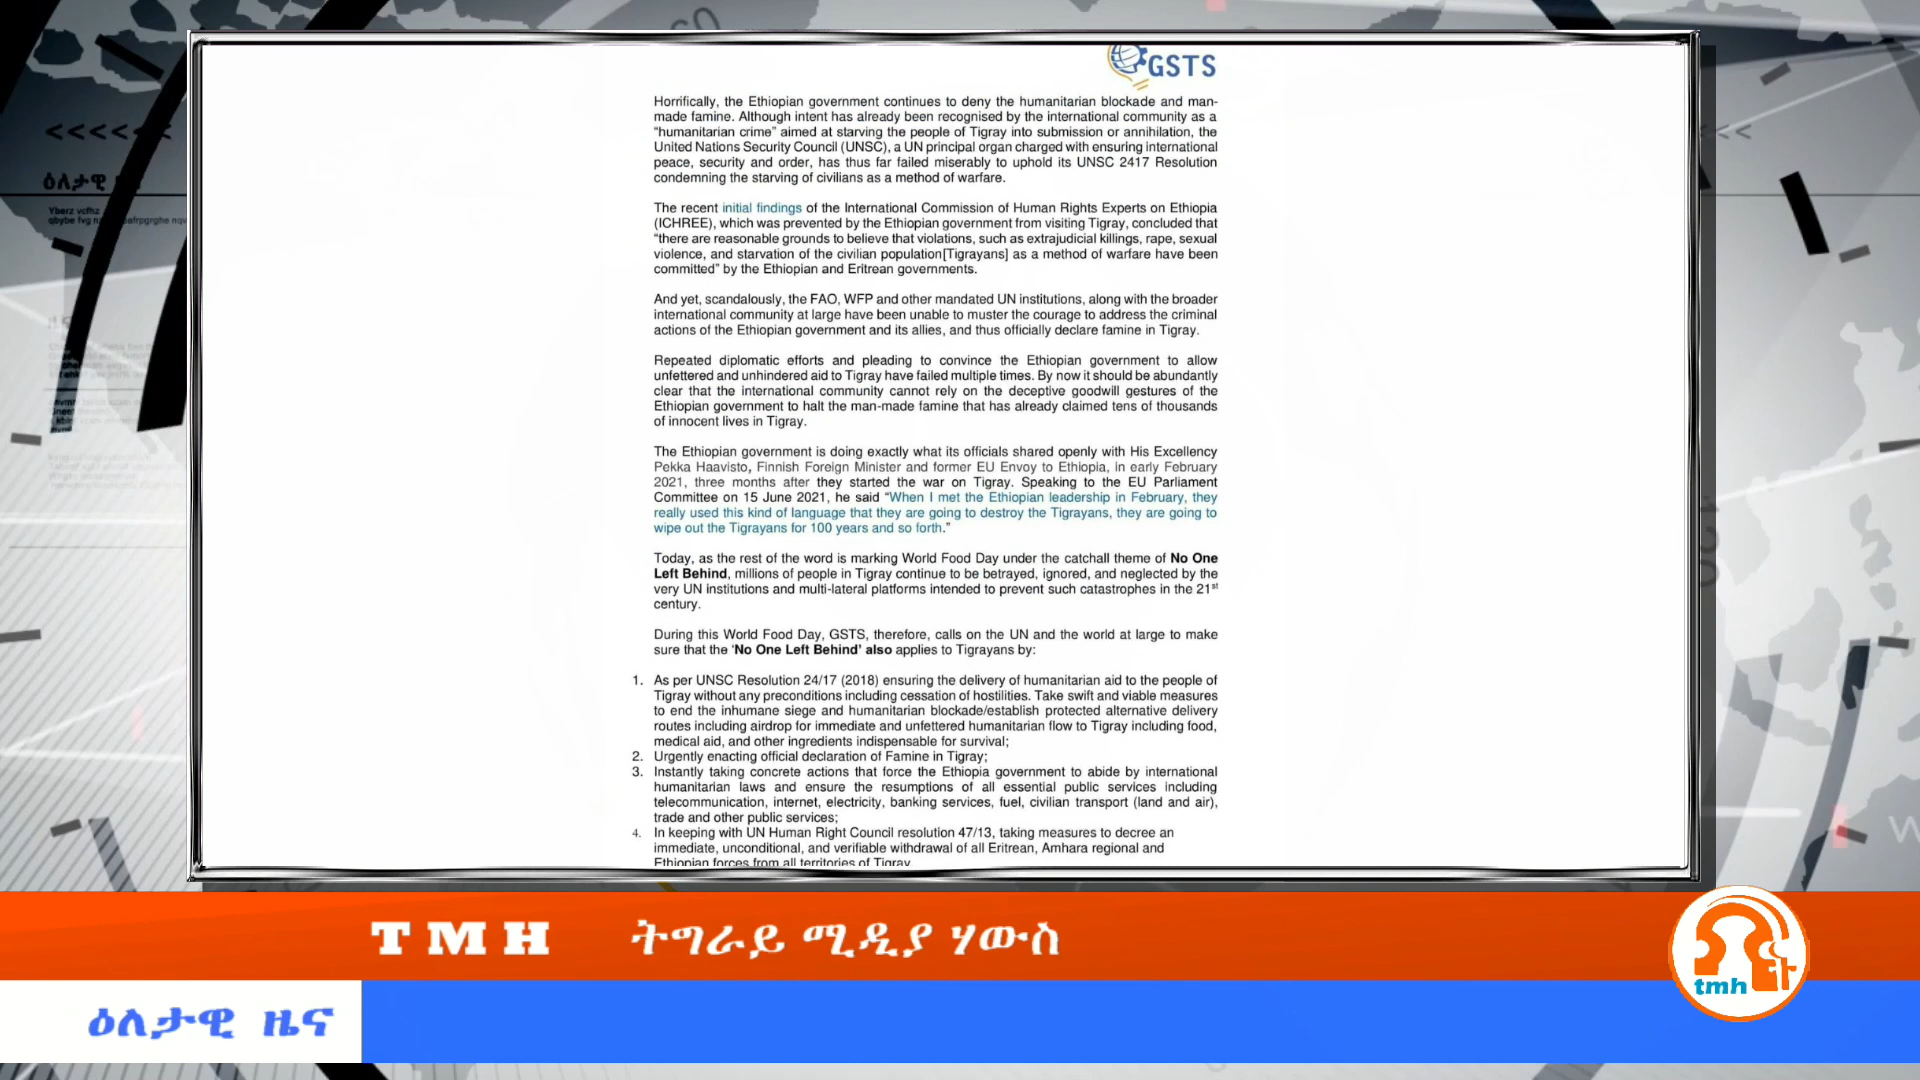 GSTS
Horrifically, the Ethiopian government continues to deny the humanitarian blockade and man-
made famine. Although intent has already been recognised by the international community as a
“humanitarian crime” aimed at starving the people of Tigray into submission or annihilation, the
United Nations Security Council (UNSC), a UN principal organ charged with ensuring international
peace, security and order, has thus far failed miserably to uphold its UNSC 2417 Resolution
condemning the starving of civilians as a method of warfare.
The recent initial findings of the International Commission of Human Rights Experts on Ethiopia
(ICHREE), which was prevented by the Ethiopian government from visiting Tigray, concluded that
“there are reasonable grounds to believe that violations, such as extrajudicial killings, rape, sexual
violence, and starvation of the civilian population[Tigrayans] as a method of warfare have been
committed” by the Ethiopian and Eritrean governments.
And yet, scandalously, the FAO, WFP and other mandated UN institutions, along with the broader
international community at large have been unable to muster the courage to address the criminal
actions of the Ethiopian government and its allies, and thus officially declare famine in Tigray.
Repeated diplomatic efforts and pleading to convince the Ethiopian government to allow
unfettered and unhindered aid to Tigray have failed multiple times. By now it should be abundantly
clear that the international community cannot rely on the deceptive goodwill gestures of the
Ethiopian government to halt the man-made famine that has already claimed tens of thousands
of innocent lives in Tigray.
The Ethiopian government is doing exactly what its officials shared openly with His Excellency
Pekka Haavisto, Finnish Foreign Minister and former EU Envoy to Ethiopia, in early February
2021, three months after they started the war on Tigray. Speaking to the EU Parliament
Committee on 15 June 2021, he said “When I met the Ethiopian leadership in February, they
really used this kind of language that they are going to destroy the Tigrayans, they are going to
wipe out the Tigrayans for 100 years and so forth.”
Today, as the rest of the word is marking World Food Day under the catchall theme of No One
Left Behind, millions of people in Tigray continue to be betrayed, ignored, and neglected by the
very UN institutions and multi-lateral platforms intended to prevent such catastrophes in the 21st
century.
During this World Food Day, GSTS, therefore, calls on the UN and the world at large to make
sure that the ‘No One Left Behind’ also applies to Tigrayans by:
1. As per UNSC Resolution 24/17 (2018) ensuring the delivery of humanitarian aid to the people of
Tigray without any preconditions including cessation of hostilities. Take swift and viable measures
to end the inhumane siege and humanitarian blockade/establish protected alternative delivery
routes including airdrop for immediate and unfettered humanitarian flow to Tigray including food,
medical aid, and other ingredients indispensable for survival;
2. Urgently enacting official declaration of Famine in Tigray;
3. Instantly taking concrete actions that force the Ethiopia government to abide by international
humanitarian laws and ensure the resumptions of all essential public services including
telecommunication, internet, electricity, banking services, fuel, civilian transport (land and air),
trade and other public services;
4. In keeping with UN Human Right Council resolution 47/13, taking measures to decree an
immediate, unconditional, and verifiable withdrawal of all Eritrean, Amhara regional and
Ethiopian forces from all territories of Tigray
<<<<<<
ዕለታዊ
TMH ትግራይ ሚዲያ ሃውስ
tmh
ዕለታዊ ዜና